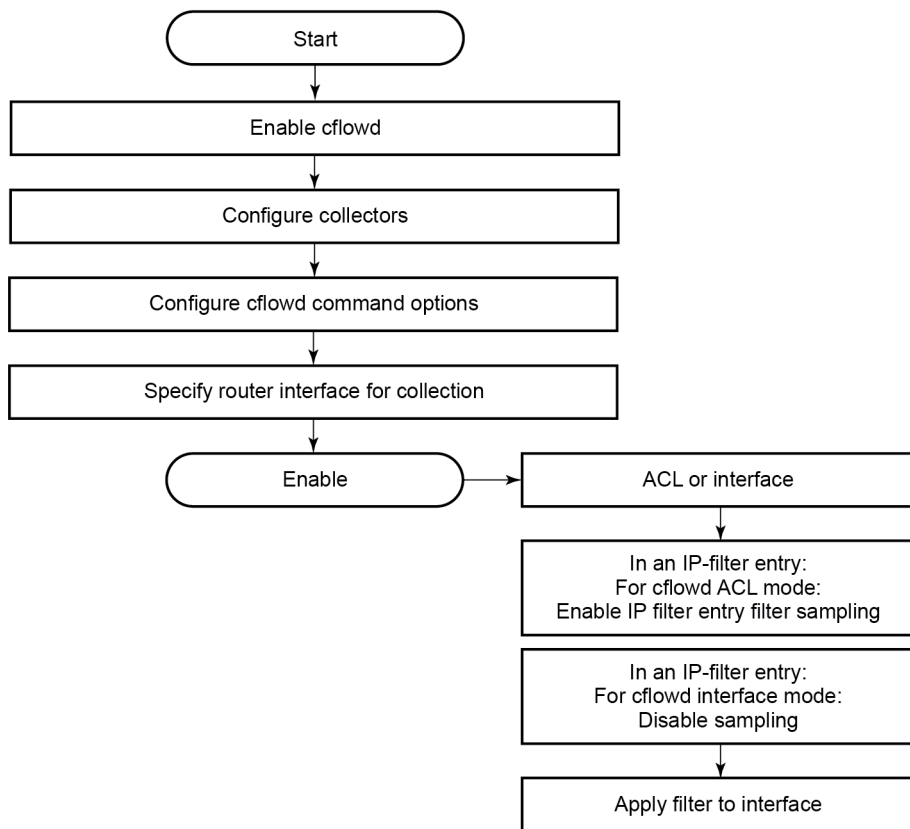 Start
Enable cflowd
Configure collectors
Configure cflowd command options
Specify router interface for collection
Enable
ACL or interface
In an IP-filter entry:
For cflowd ACL mode:
Enable IP filter entry filter sampling
In an IP-filter entry:
For cflowd interface mode:
Disable sampling
Apply filter to interface